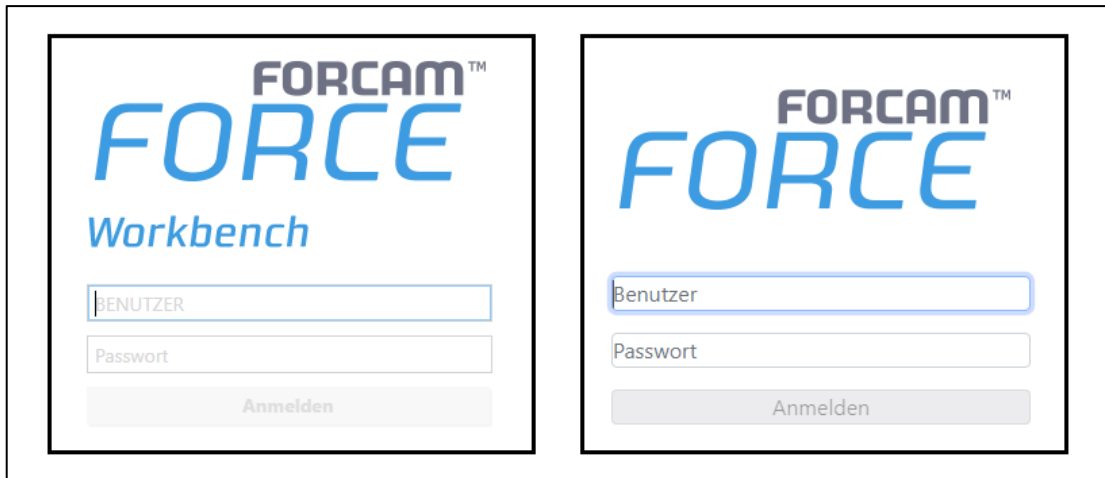 FORCAM™
FORCE
Workbench
BENUTZER
Passwort
Anmelden
FORCAM™
FORCE
Benutzer
Passwort
Anmelden